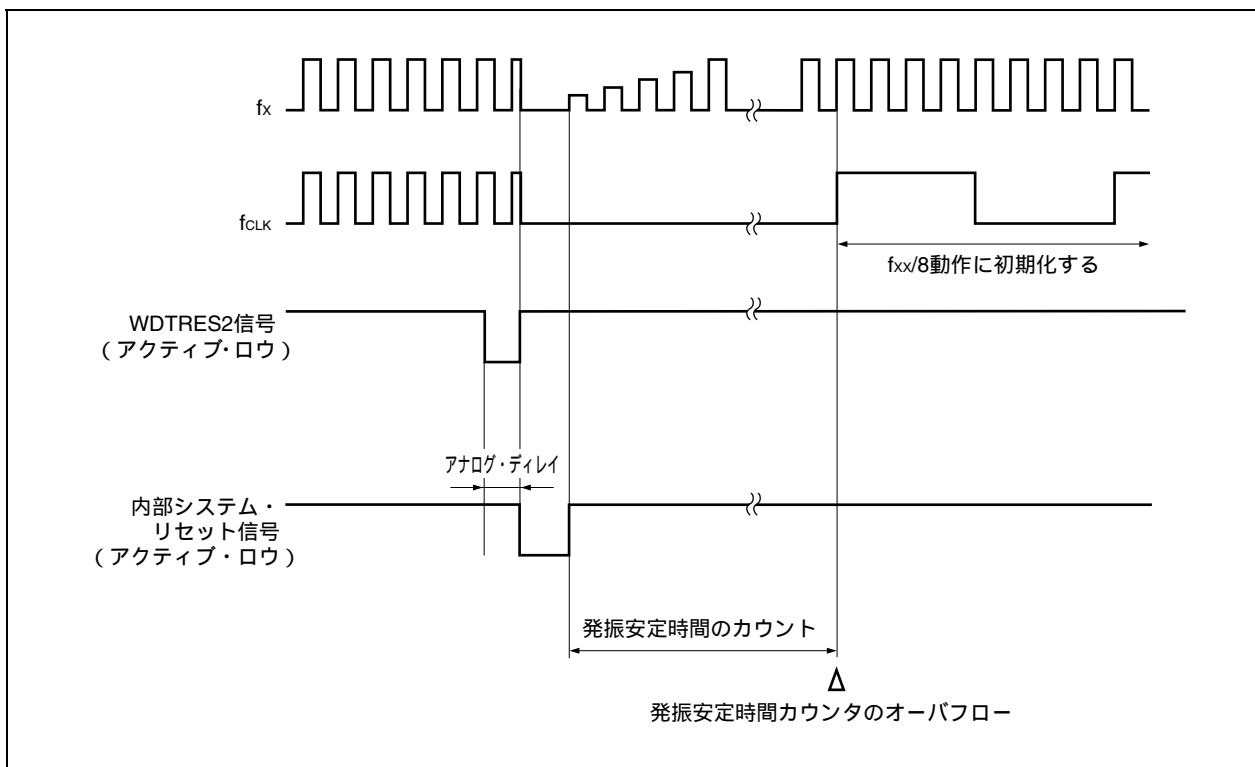 fX
fCLK
fXX/8動作に初期化する
WDTRES2信号
（アクティブ・ロウ）
アナログ・ディレイ
内部システム・
リセット信号
（アクティブ・ロウ）
発振安定時間のカウント
発振安定時間カウンタのオーバフロー